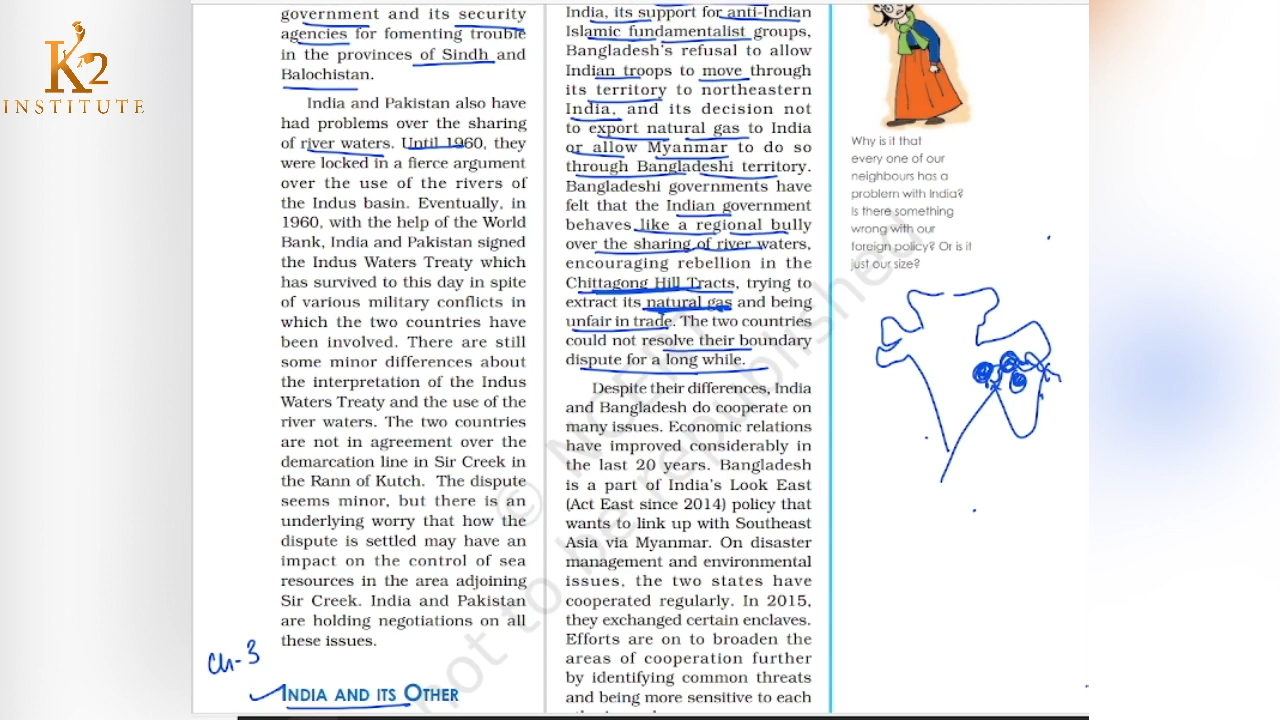 K2
INSTITUTE
government and its security
agencies for fomenting trouble
in the provinces of Sindh and
Balochistan.
India and Pakistan also have
had problems over the sharing
of river waters. Until 1960, they
were locked in a fierce argument
over the use of the rivers of
the Indus basin. Eventually, in
1960, with the help of the World
Bank, India and Pakistan signed
the Indus Waters Treaty which
has survived to this day in spite
of various military conflicts in
which the two countries have
been involved. There are still
some minor differences about
the interpretation of the Indus
Waters Treaty and the use of the
river waters. The two countries
are not in agreement over the
demarcation line in Sir Creek in
the Rann of Kutch. The dispute
seems minor, but there is an
underlying worry that how the
dispute is settled may have an
impact on the control of sea
resources in the area adjoining
Sir Creek. India and Pakistan
are holding negotiations on all
these issues.
Ch-3
INDIA AND ITS OTHER
India, its support for anti-Indian
Islamic fundamentalist groups,
Bangladesh's refusal to allow
Indian troops to move through
its territory to northeastern
India, and its decision not
to export natural gas to India
or allow Myanmar to do so
through Bangladeshi territory.
Bangladeshi governments have
felt that the Indian government
behaves like a regional bully
over the sharing of river waters,
encouraging rebellion in the
Chittagong Hill Tracts, trying to
extract its natural gas and being
unfair in trade. The two countries
could not resolve their boundary
dispute for a long while.
Despite their differences, India
and Bangladesh do cooperate on
many issues. Economic relations
have improved considerably in
the last 20 years. Bangladesh
is a part of India's Look East
(Act East since 2014) policy that
wants to link up with Southeast
Asia via Myanmar. On disaster
management and environmental
issues, the two states have
cooperated regularly. In 2015,
they exchanged certain enclaves.
Efforts are on to broaden the
areas of cooperation further
by identifying common threats
and being more sensitive to each
Why is it that
every one of our
neighbours has a
problem with India?
Is there something
wrong with our
foreign policy? Or is it
just our size?
© NCERT
not to be republished